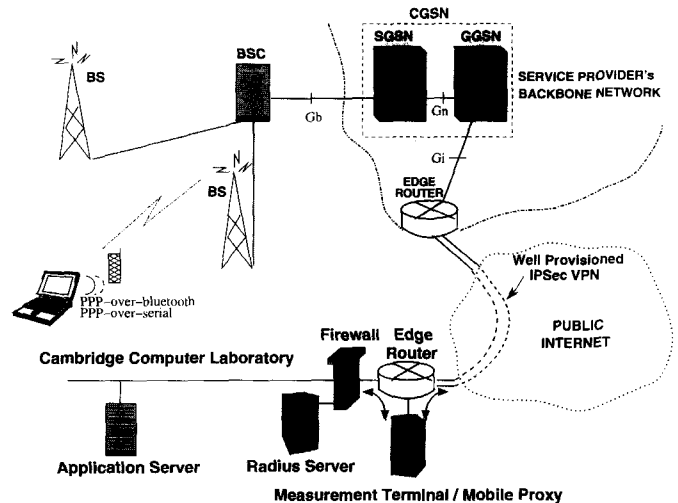 CGSN
SGSN
GGSN
BSC
BS
N
SERVICE PROVIDER's
BACKBONE NETWORK
Gb
Gn
Gi
N
BS
EDGE
ROUTER
Well Provisioned
IPSec VPN
PPP-over-bluetooth
PPP-over-serial
PUBLIC
INTERNET
Firewall
Edge
Router
Cambridge Computer Laboratory
Application Server
Radius Server
Measurement Terminal / Mobile Proxy